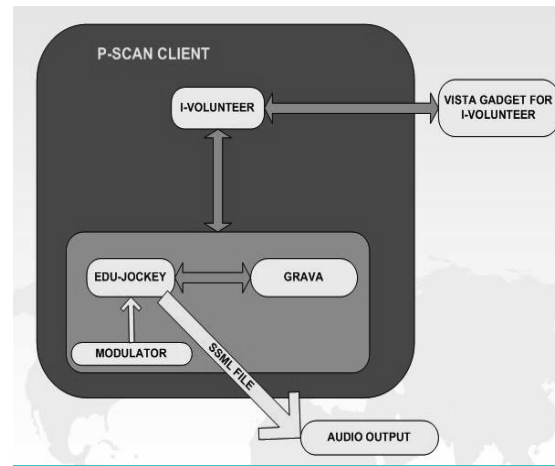 P-SCAN CLIENT
I-VOLUNTEER
VISTA GADGET FOR
I-VOLUNTEER
EDU-JOCKEY
GRAVA
MODULATOR
SSML FILE
AUDIO OUTPUT